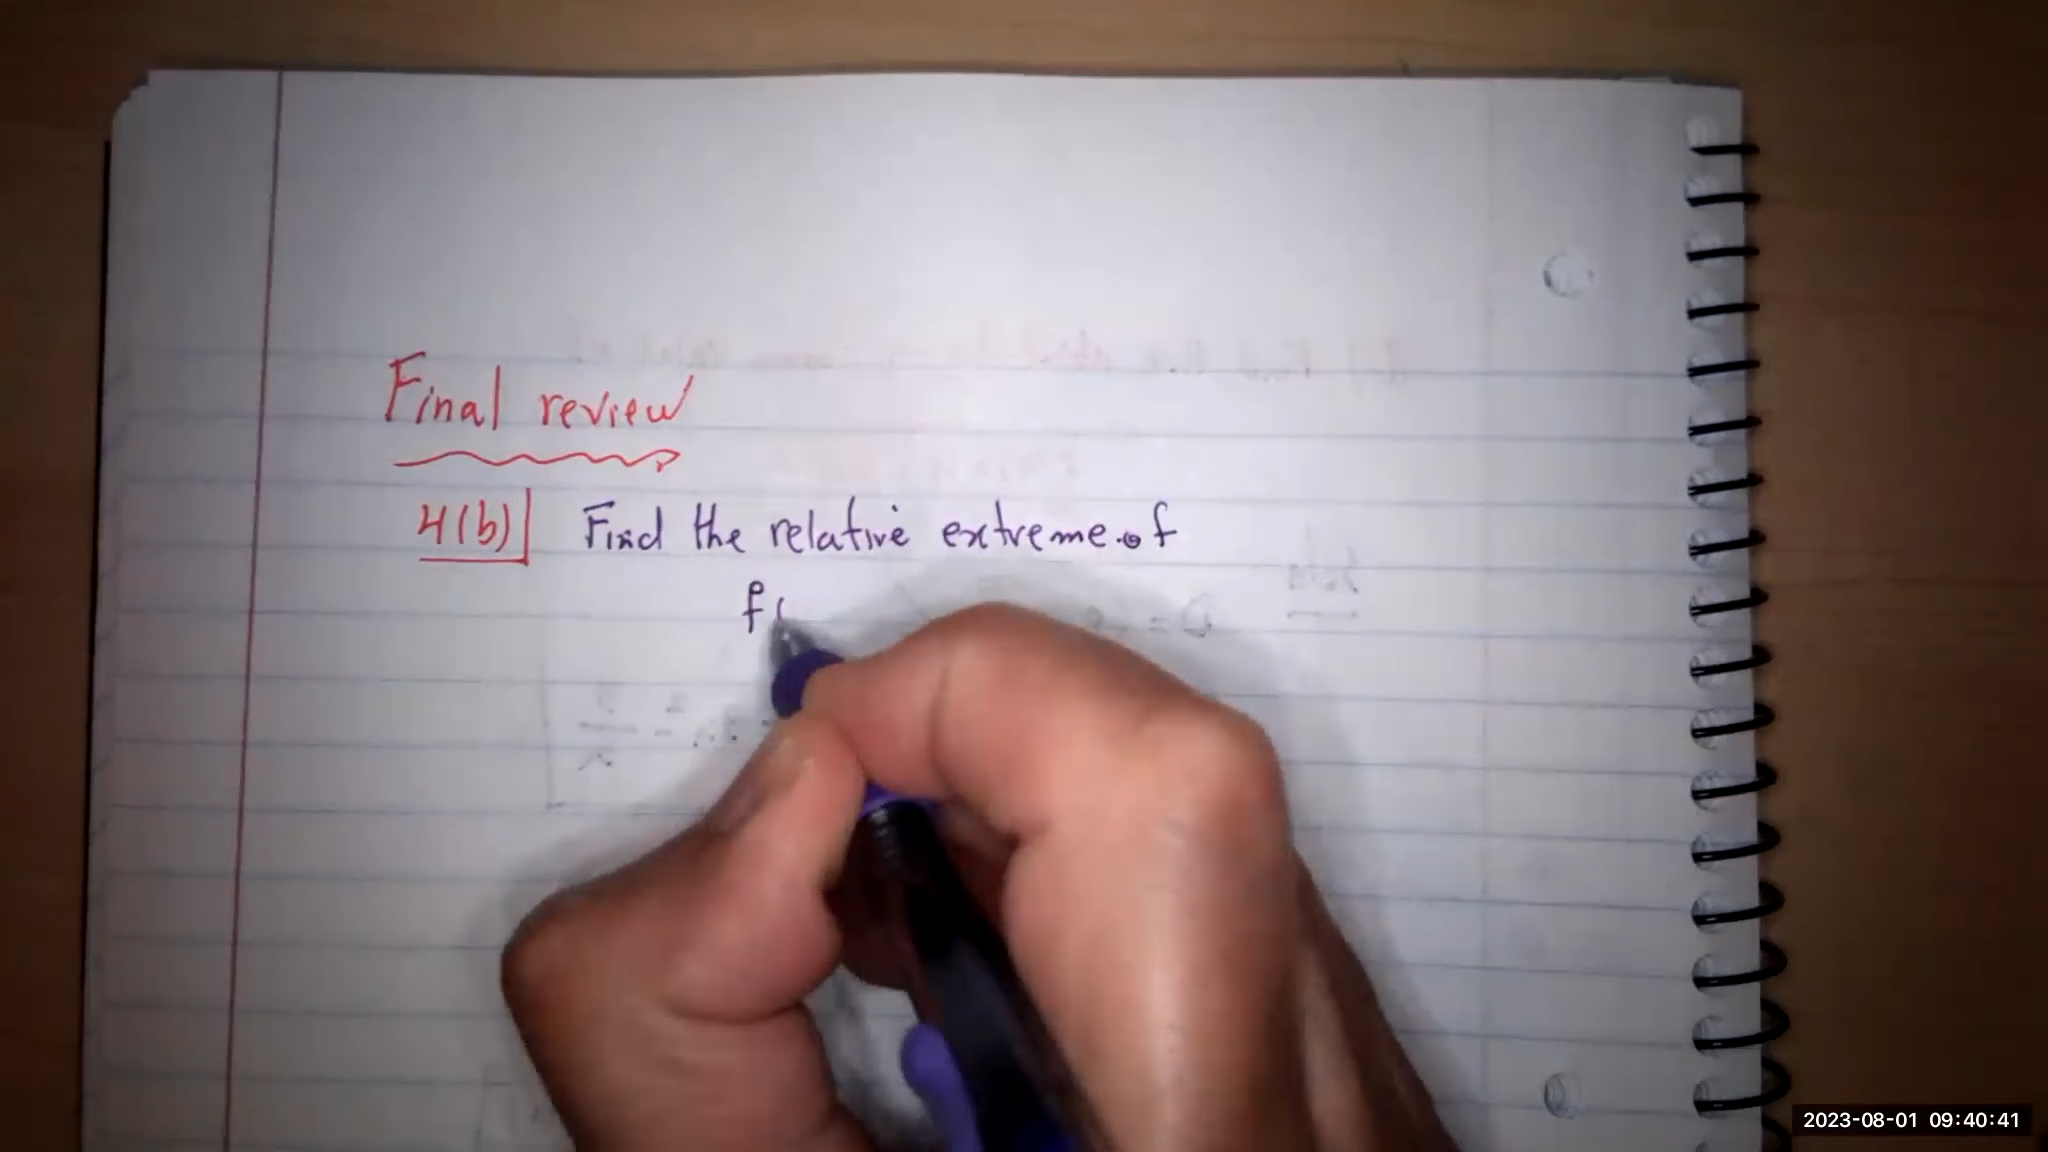 Final review
4(b) Find the relative extreme of
f(
2023-08-01 09:40:41